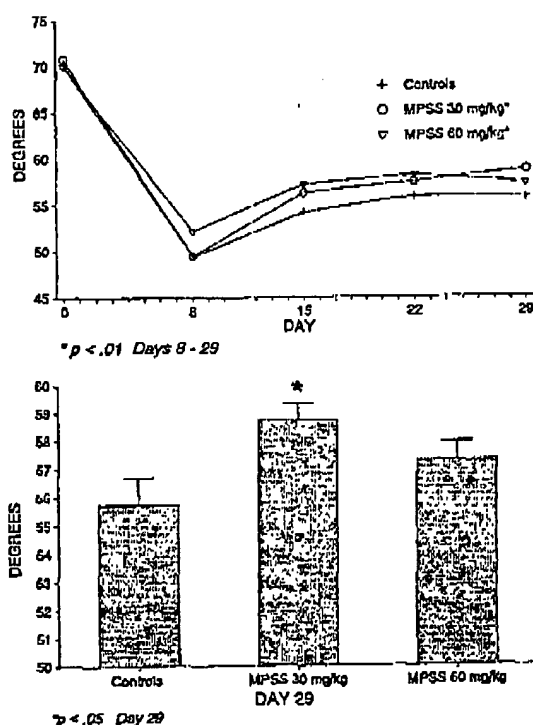 75
70
65
60
55
50
45
DEGREES
+ Controls
MPSS 30 mg/kg*
MPSS 60 mg/kg*
0 8 15 22 29
DAY
* p < .01 Days 8 - 29
60
59
58
57
56
55
54
53
52
51
50
DEGREES
*
Controls MPSS 30 mg/kg MPSS 60 mg/kg
DAY 29
*p < .05 Day 29